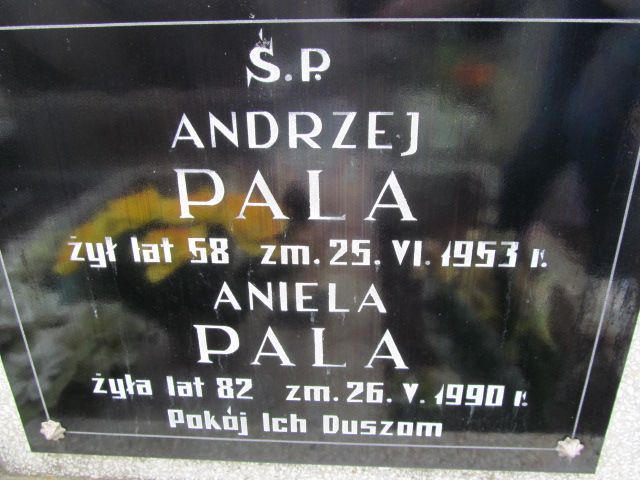 Ś.P.
ANDRZEJ
PALA
żył lat 58 zm. 25. VI. 1953 r.
ANIELA
PALA
żyła lat 82 zm. 26. V. 1990 r.
Pokój Ich Duszom